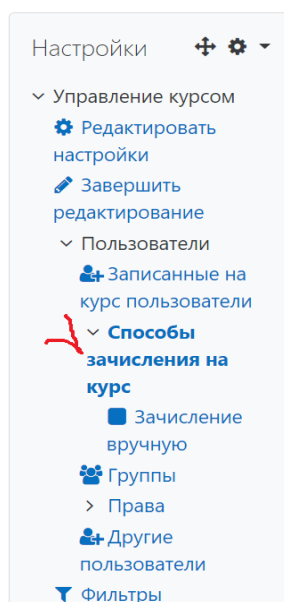 Настройки
Управление курсом
Редактировать
настройки
Завершить
редактирование
Пользователи
Записанные на
курс пользователи
Способы
зачисления на
курс
Зачисление
вручную
Группы
Права
Другие
пользователи
Фильтры